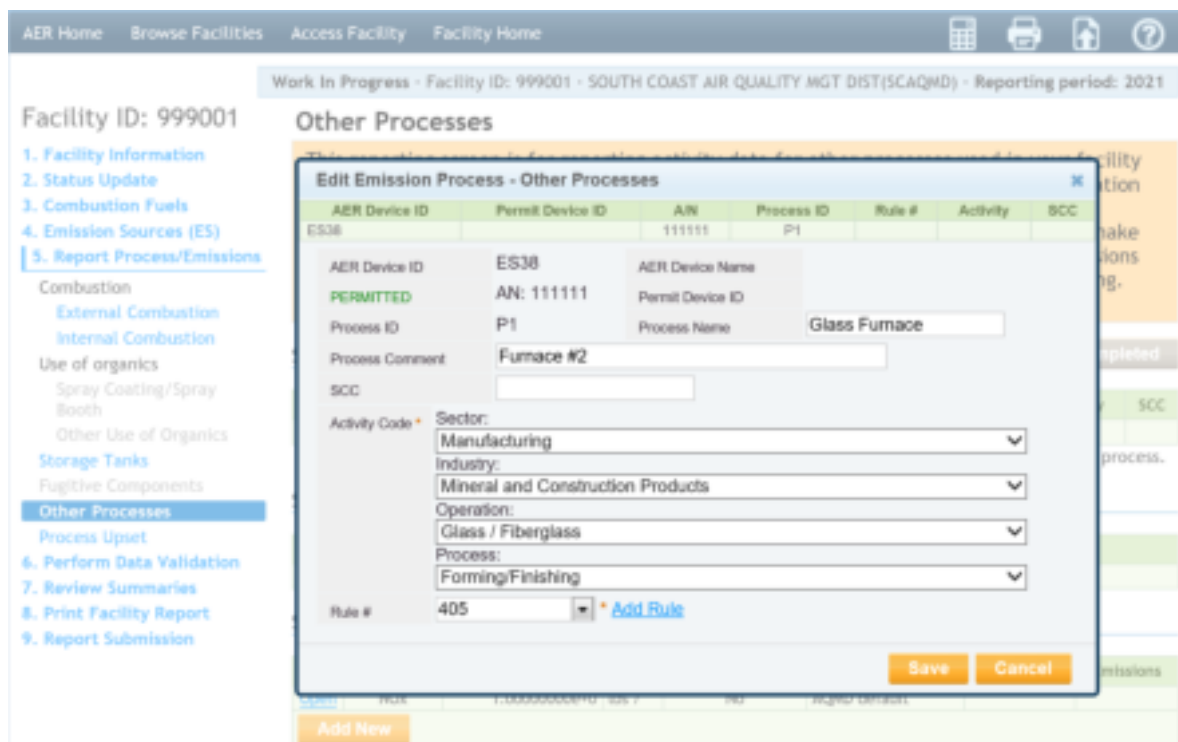 AER Home Browse Facilities Access Facility Facility Home
Work In Progress - Facility ID: 999001 - SOUTH COAST AIR QUALITY MGT DIST(SCAQMD) - Reporting period: 2021
Facility ID: 999001
1. Facility Information
2. Status Update
3. Combustion Fuels
4. Emission Sources (ES)
5. Report Process/Emissions
Combustion
External Combustion
Internal Combustion
Use of organics
Spray Coating/Spray
Booth
Other Use of Organics
Storage Tanks
Fugitive Components
Other Processes
Process Upset
6. Perform Data Validation
7. Review Summaries
8. Print Facility Report
9. Report Submission
Other Processes
Edit Emission Process - Other Processes
AER Device ID Permit Device ID A/N Process ID Rule # Activity SCC
ES38 111111 P1
AER Device ID ES38 AER Device Name
PERMITTED AN: 111111 Permit Device ID
Process ID P1 Process Name Glass Furnace
Process Comment Furnace #2
SCC
Activity Code * Sector:
Manufacturing
Industry:
Mineral and Construction Products
Operation:
Glass / Fiberglass
Process:
Forming/Finishing
Rule # 405 * Add Rule
Save Cancel
SCC
process.
Open NOx AQMD default
Add New